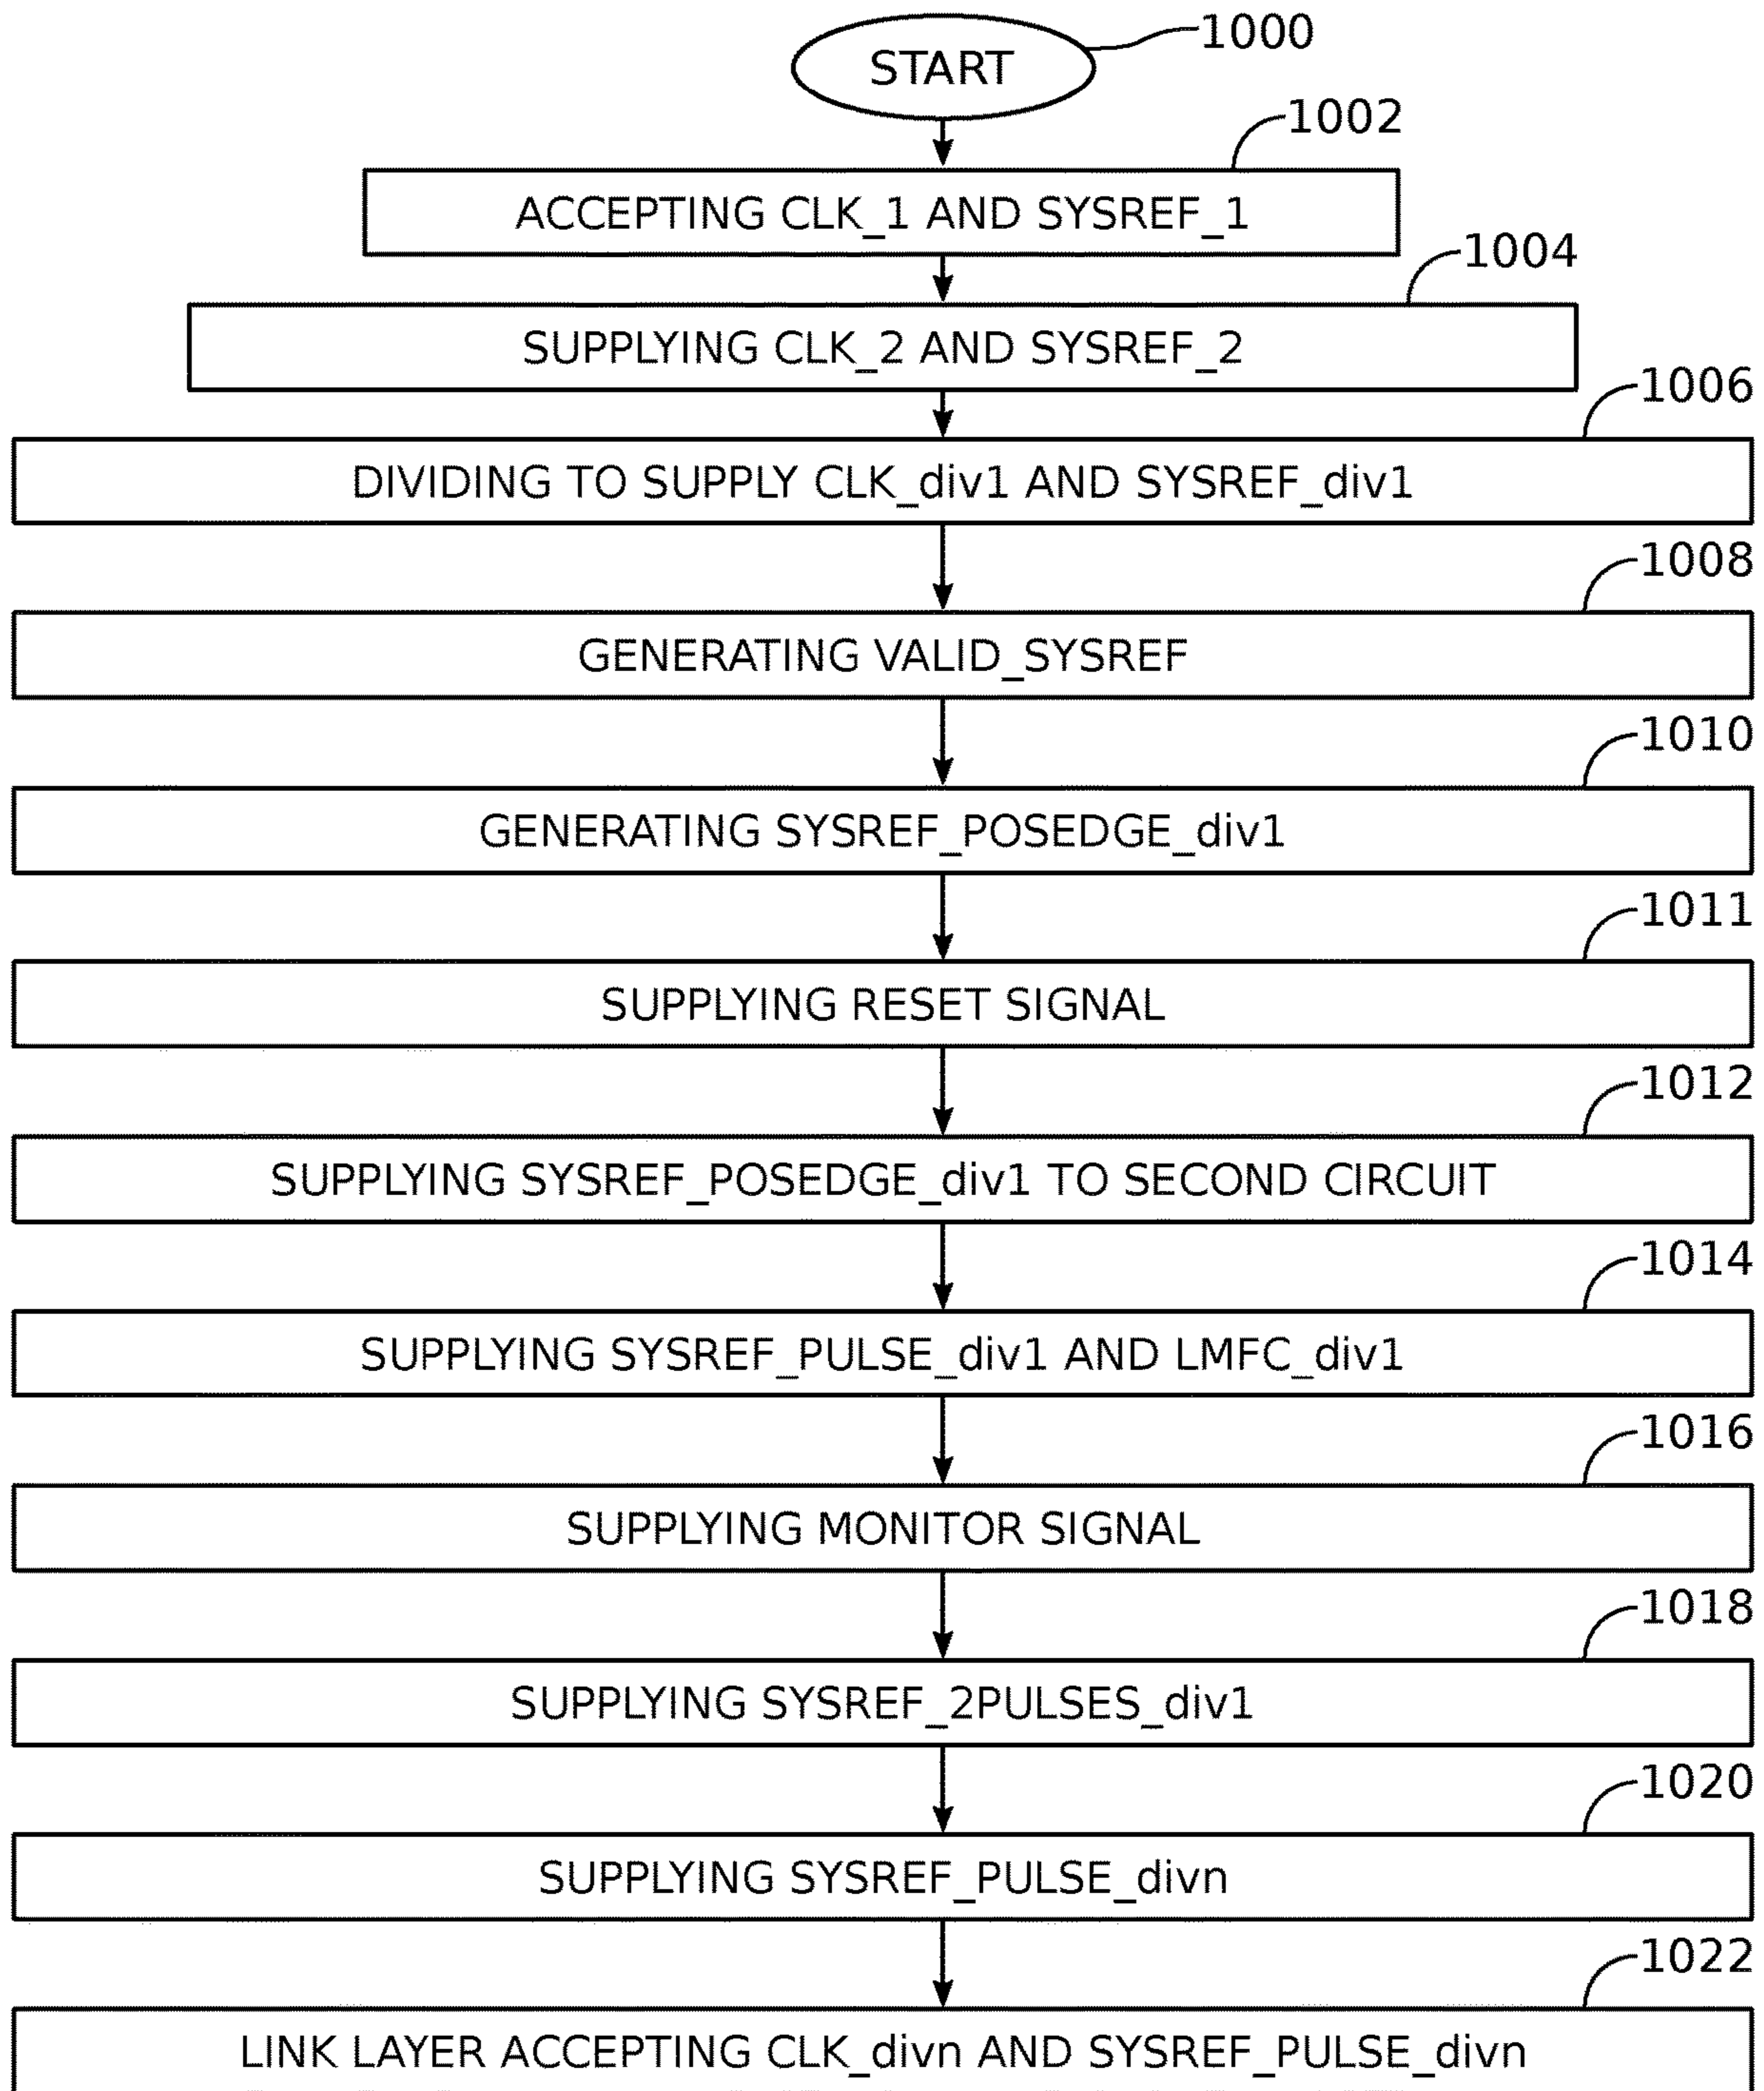 START
1000
1002
ACCEPTING CLK_1 AND SYSREF_1
1004
SUPPLYING CLK_2 AND SYSREF_2
1006
DIVIDING TO SUPPLY CLK_div1 AND SYSREF_div1
1008
GENERATING VALID_SYSREF
1010
GENERATING SYSREF_POSEDGE_div1
1011
SUPPLYING RESET SIGNAL
1012
SUPPLYING SYSREF_POSEDGE_div1 TO SECOND CIRCUIT
1014
SUPPLYING SYSREF_PULSE_div1 AND LMFC_div1
1016
SUPPLYING MONITOR SIGNAL
1018
SUPPLYING SYSREF_2PULSES_div1
1020
SUPPLYING SYSREF_PULSE_divn
1022
LINK LAYER ACCEPTING CLK_divn AND SYSREF_PULSE_divn